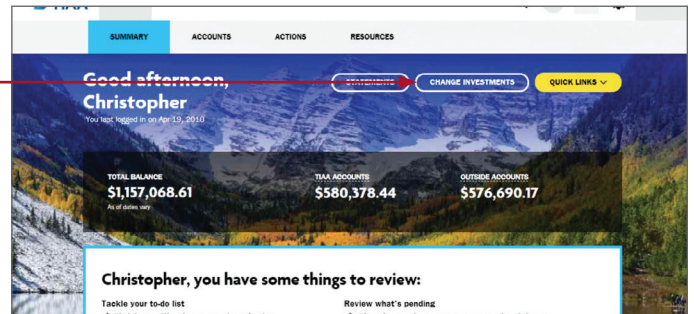 SUMMARY ACCOUNTS ACTIONS RESOURCES
Good afternoon,
Christopher
You last logged in on Apr 19, 2018
STATEMENTS CHANGE INVESTMENTS QUICK LINKS
TOTAL BALANCE
$1,157,068.61
As of dates vary
TIAA ACCOUNTS
$580,378.44
OUTSIDE ACCOUNTS
$576,690.17
Christopher, you have some things to review:
Tackle your to-do list
Review what's pending